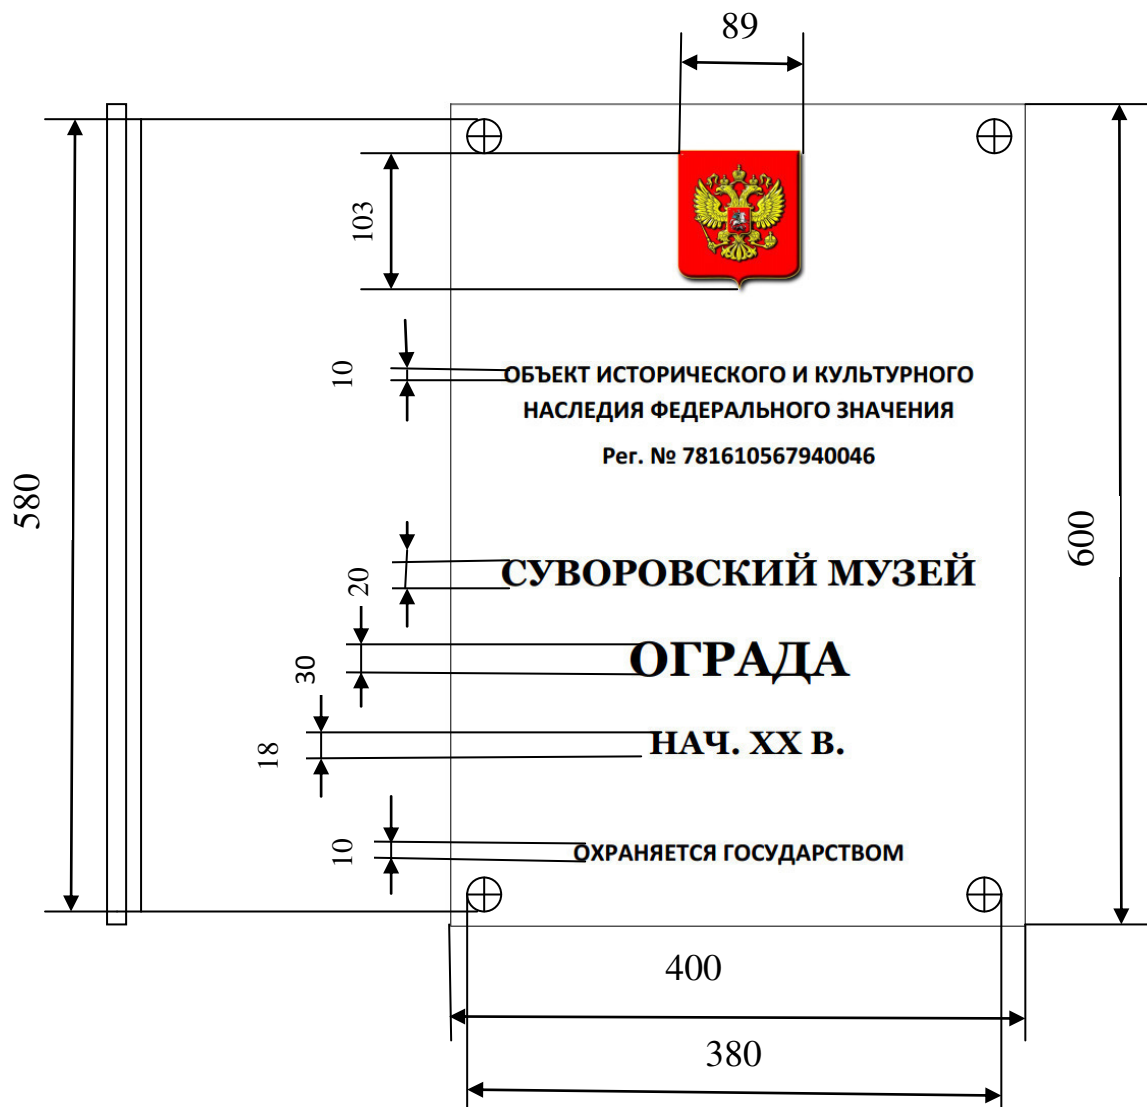 89
103
10
ОБЪЕКТ ИСТОРИЧЕСКОГО И КУЛЬТУРНОГО
НАСЛЕДИЯ ФЕДЕРАЛЬНОГО ЗНАЧЕНИЯ
Рег. № 781610567940046
580
600
20
СУВОРОВСКИЙ МУЗЕЙ
30
ОГРАДА
18
НАЧ. XX В.
10
ОХРАНЯЕТСЯ ГОСУДАРСТВОМ
400
380